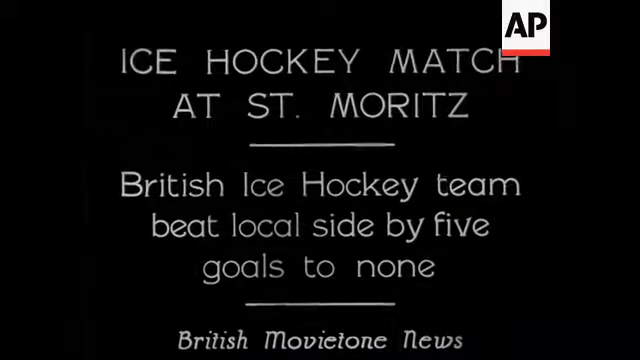 AP
ICE HOCKEY MATCH
AT ST. MORITZ
British Ice Hockey team
beat local side by five
goals to none
British Movietone News